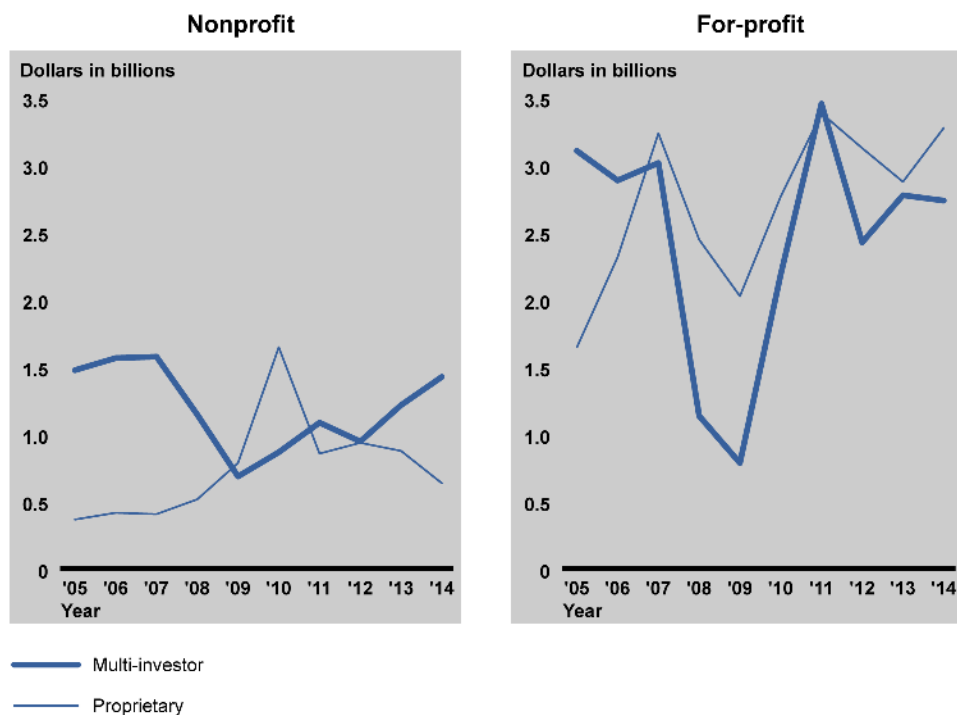 Nonprofit
Dollars in billions
3.5
3.0
2.5
2.0
1.5
1.0
0.5
0
'05 '06 '07 '08 '09 '10 '11 '12 '13 '14
Year
For-profit
Dollars in billions
3.5
3.0
2.5
2.0
1.5
1.0
0.5
0
'05 '06 '07 '08 '09 '10 '11 '12 '13 '14
Year
Multi-investor
Proprietary